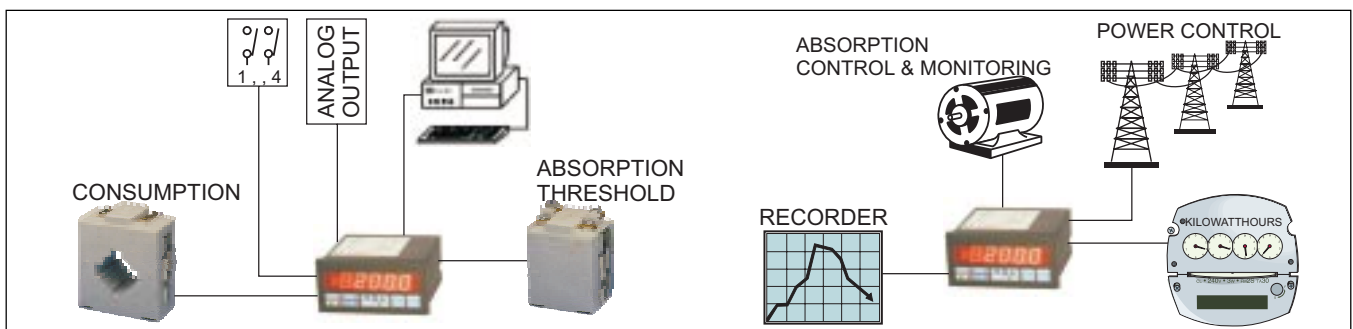 1 ,, 4
ANALOG
OUTPUT
CONSUMPTION
ABSORPTION
THRESHOLD
2000
ABSORPTION
CONTROL & MONITORING
POWER CONTROL
RECORDER
2000
KILOWATTHOURS